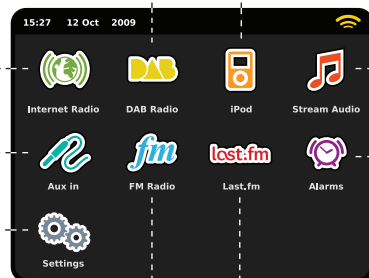 15:27 12 Oct 2009
DAB
Internet Radio DAB Radio iPod Stream Audio
fm last.fm
Aux in FM Radio Last.fm Alarms
Settings